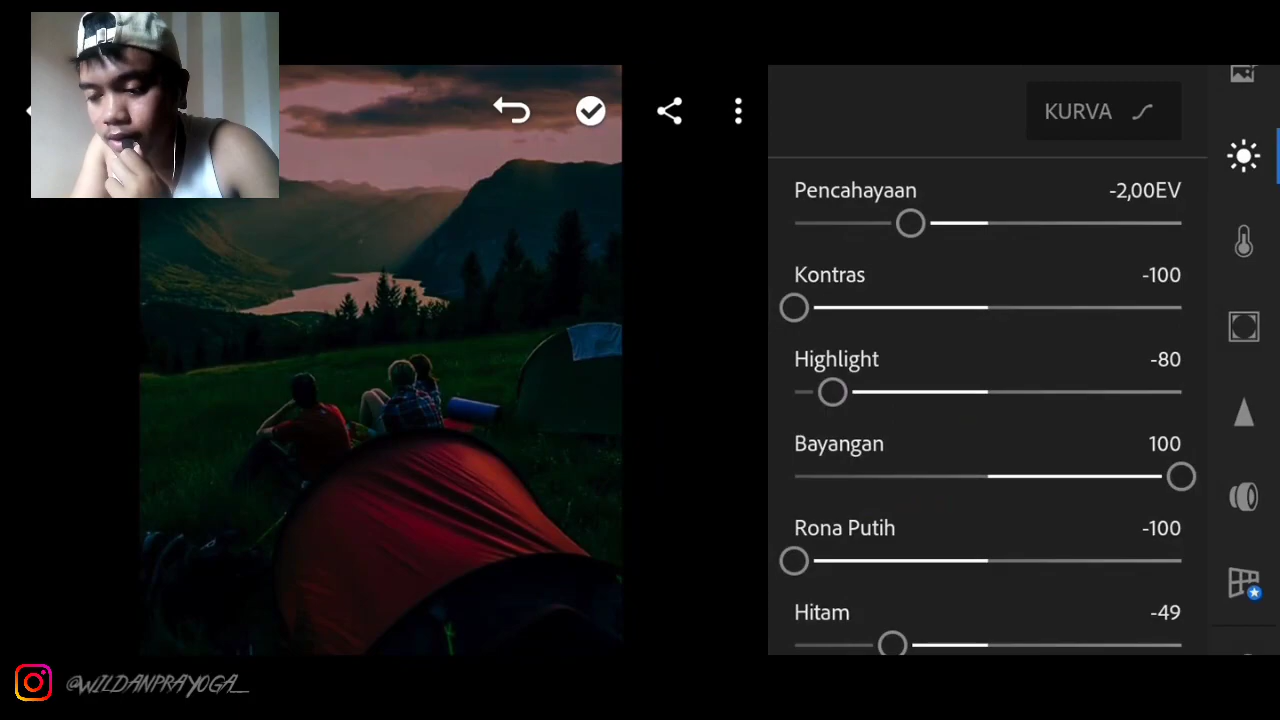 KURVA
Pencahayaan -2,00EV
Kontras -100
Highlight -80
Bayangan 100
Rona Putih -100
Hitam -49
@WILDANPRAYOGA_